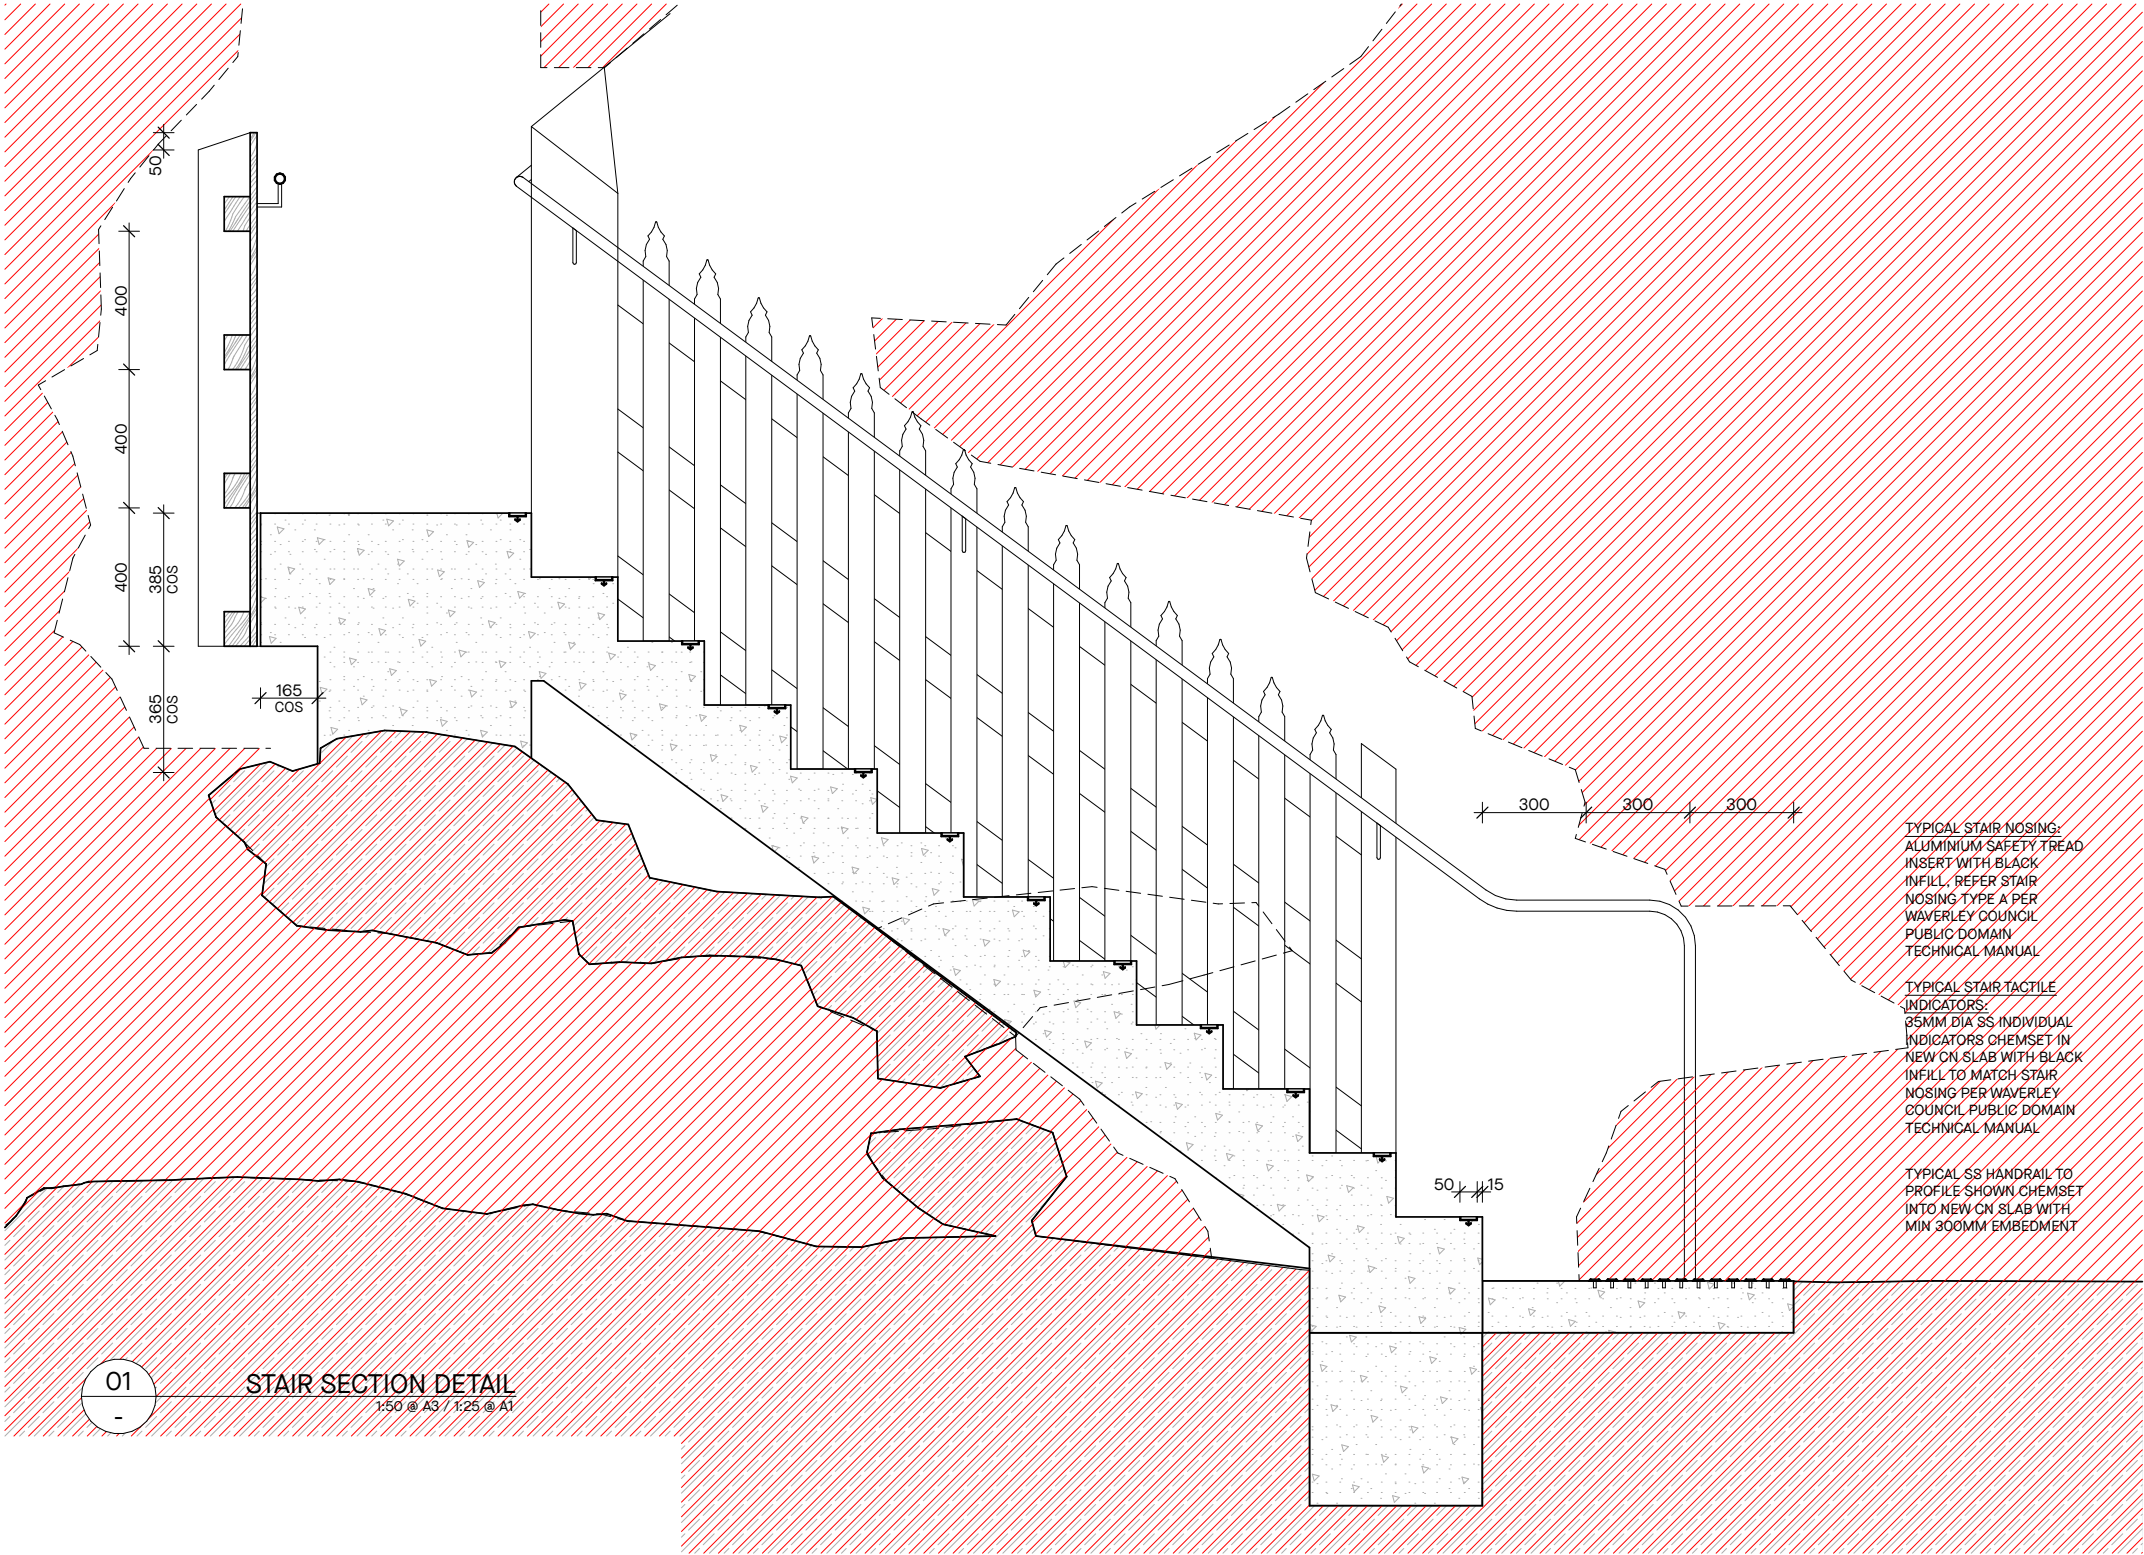 50
400
400
400
385
COS
365
COS
165
COS
300 300 300
TYPICAL STAIR NOSING:
ALUMINIUM SAFETY TREAD
INSERT WITH BLACK
INFILL, REFER STAIR
NOSING TYPE A PER
WAVERLEY COUNCIL
PUBLIC DOMAIN
TECHNICAL MANUAL
TYPICAL STAIR TACTILE
INDICATORS:
35MM DIA SS INDIVIDUAL
INDICATORS CHEMSET IN
NEW CN SLAB WITH BLACK
INFILL TO MATCH STAIR
NOSING PER WAVERLEY
COUNCIL PUBLIC DOMAIN
TECHNICAL MANUAL
TYPICAL SS HANDRAIL TO
PROFILE SHOWN CHEMSET
INTO NEW CN SLAB WITH
MIN 300MM EMBEDMENT
50 15
01
-
STAIR SECTION DETAIL
1:50 @ A3 / 1:25 @ A1